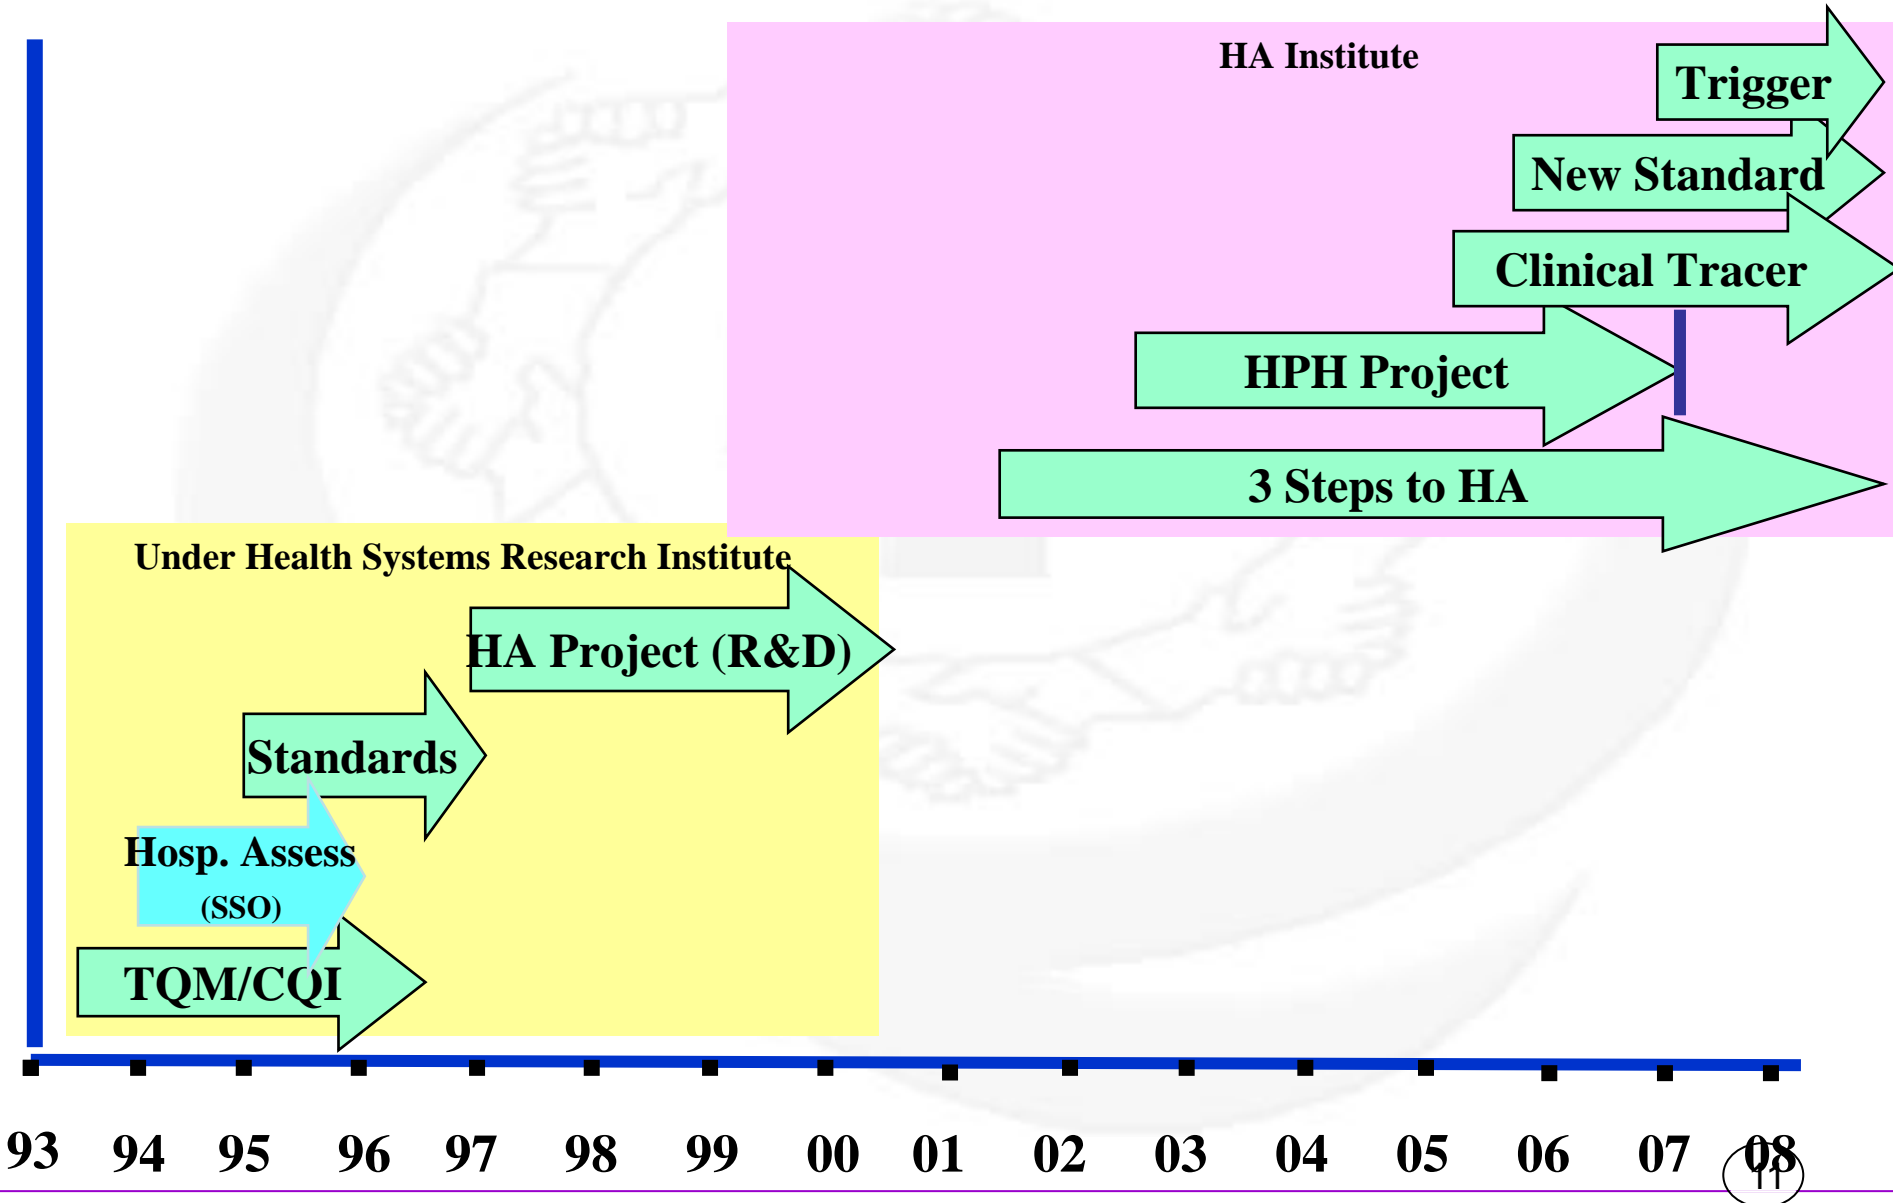 HA Institute
Trigger
New Standard
Clinical Tracer
HPH Project
3 Steps to HA
Under Health Systems Research Institute
HA Project (R&D)
Standards
Hosp. Assess
(SSO)
TQM/CQI
93 94 95 96 97 98 99 00 01 02 03 04 05 06 07 08
11